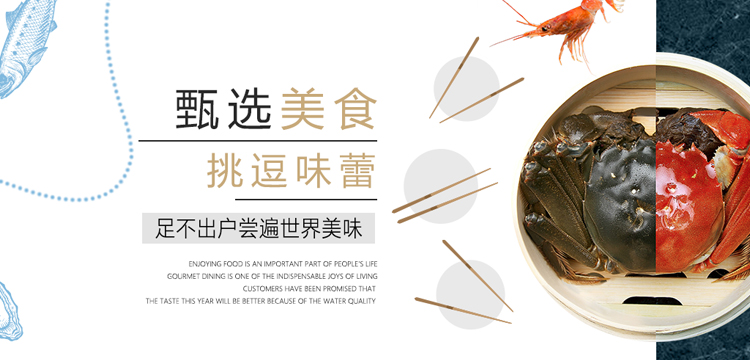 甄选美食
挑逗味蕾
足不出户尝遍世界美味
ENJOYING FOOD IS AN IMPORTANT PART OF PEOPLE'S LIFE
GOURMET DINING IS ONE OF THE INDISPENSABLE JOYS OF LIVING
CUSTOMERS HAVE BEEN PROMISED THAT
THE TASTE THIS YEAR WILL BE BETTER BECAUSE OF THE WATER QUALITY